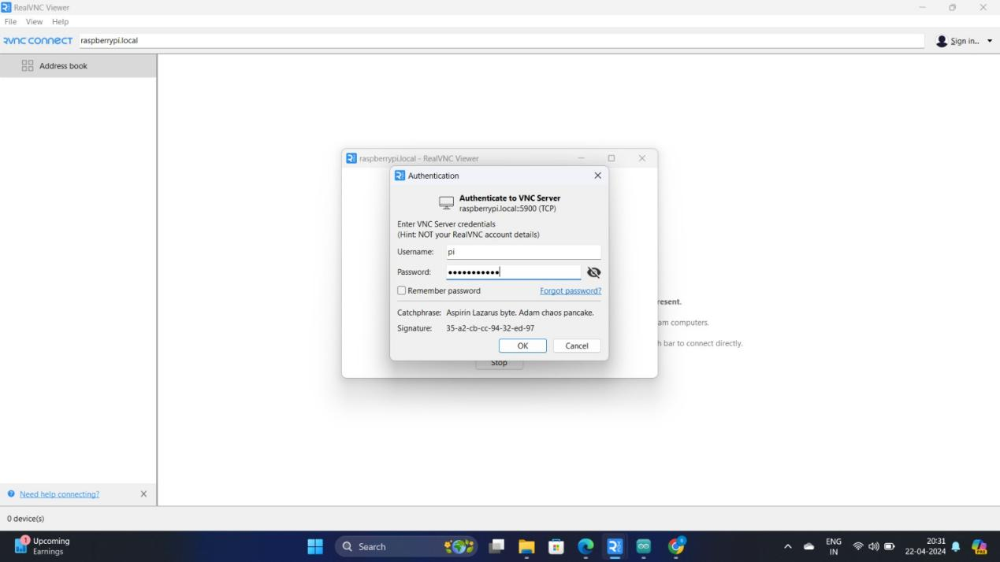 RealVNC Viewer
File View Help
RVNC CONNECT raspberrypi.local Sign in...
Address book
raspberrypi.local - RealVNC Viewer
Authentication
Authenticate to VNC Server
raspberrypi.local::5900 (TCP)
Enter VNC Server credentials
(Hint: NOT your RealVNC account details)
Username: pi
Password: •••••••••••
Remember password Forgot password?
Catchphrase: Aspirin Lazarus byte. Adam chaos pancake.
Signature: 35-a2-cb-cc-94-32-ed-97
OK Cancel
Stop
resent.
am computers.
h bar to connect directly.
Need help connecting?
0 device(s)
1 Upcoming
Earnings
Search
ENG
IN
20:31
22-04-2024
PRE